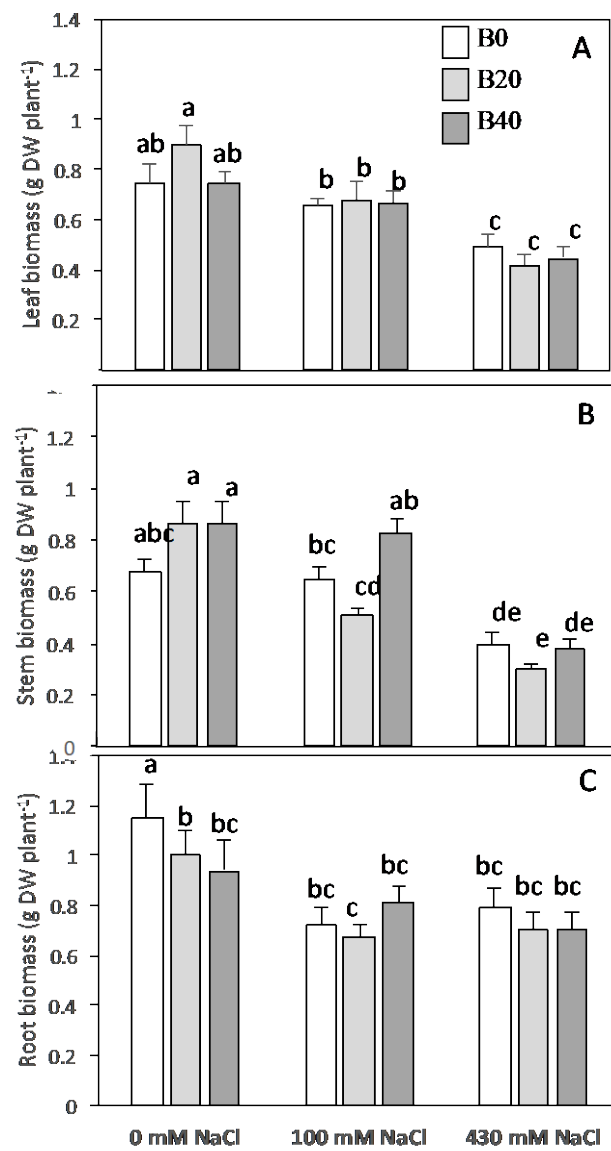 1.4
B0
A
1.2
B20
a
1
B40
ab
ab
0.8
b
b
b
0.6
c
c
c
0.4
0.2
Leaf biomass (g DW plant⁻¹)
B
1.2
a
a
1
ab
abc
0.8
bc
cd
0.6
de
e
de
0.4
0.2
0
Stem biomass (g DW plant⁻¹)
1.4
a
C
1.2
b
bc
1
bc
c
bc
bc
bc
bc
0.8
0.6
0.4
0.2
0
Root biomass (g DW plant⁻¹)
0 mM NaCl 100 mM NaCl 430 mM NaCl